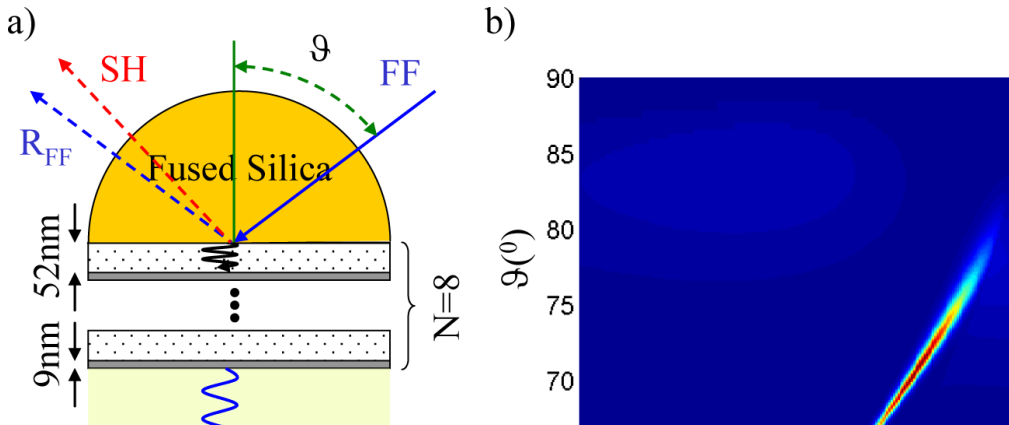 a)
SH
ϑ
FF
R_FF
Fused Silica
52nm
9nm
N=8
b)
90
85
80
75
70
ϑ(⁰)